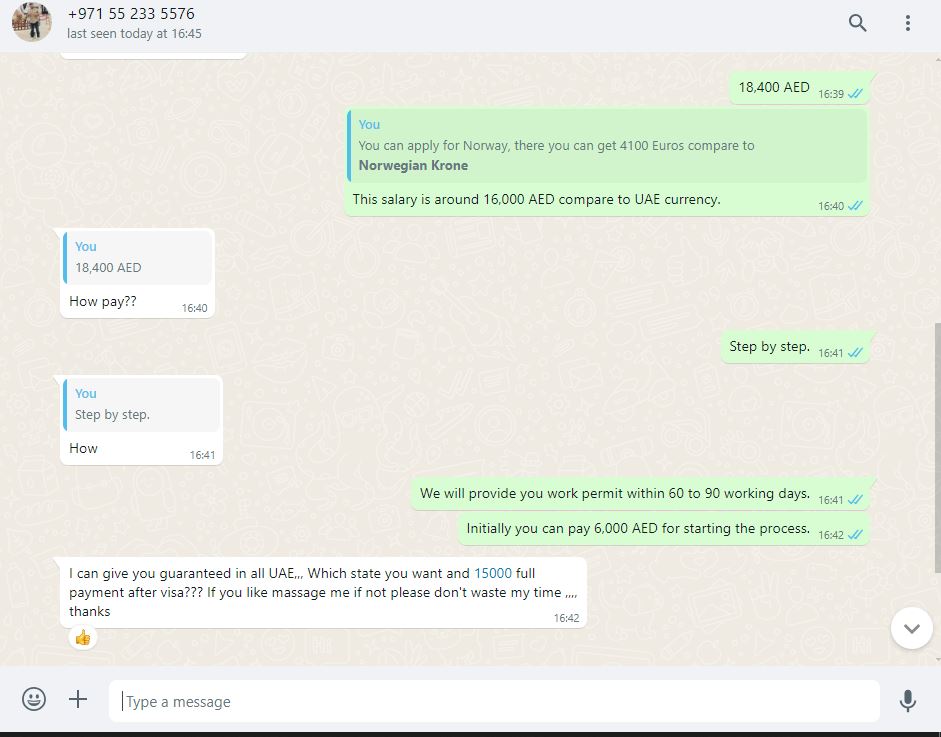 +971 55 233 5576
last seen today at 16:45
18,400 AED 16:39
You
You can apply for Norway, there you can get 4100 Euros compare to
Norwegian Krone
This salary is around 16,000 AED compare to UAE currency. 16:40
You
18,400 AED
How pay?? 16:40
Step by step. 16:41
You
Step by step.
How 16:41
We will provide you work permit within 60 to 90 working days. 16:41
Initially you can pay 6,000 AED for starting the process. 16:42
I can give you guaranteed in all UAE,,, Which state you want and 15000 full
payment after visa??? If you like massage me if not please don't waste my time ,,,,
thanks 16:42
Type a message